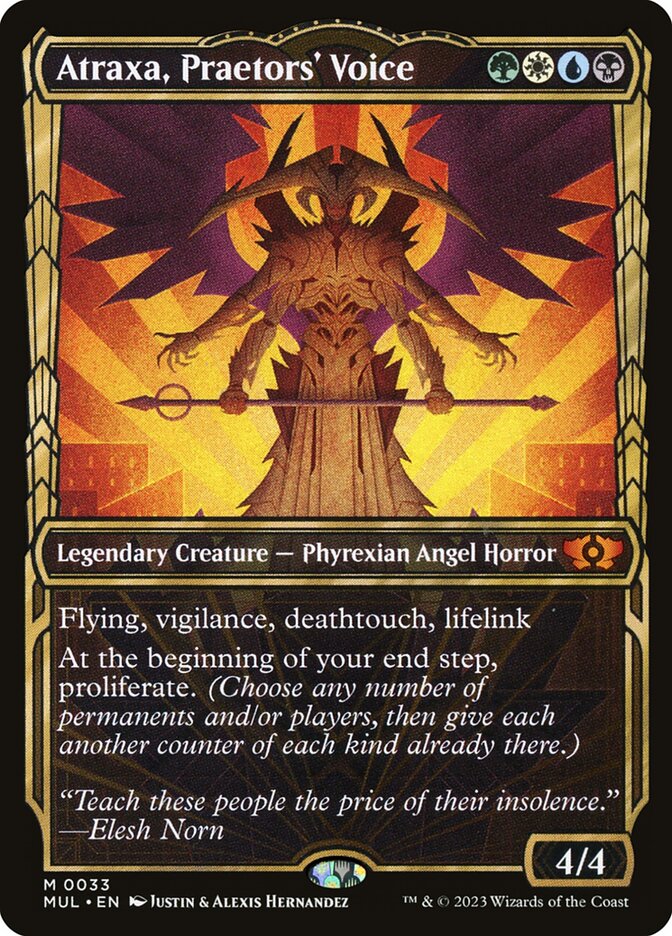 Atraxa, Praetors' Voice
Legendary Creature — Phyrexian Angel Horror
Flying, vigilance, deathtouch, lifelink
At the beginning of your end step,
proliferate. (Choose any number of
permanents and/or players, then give each
another counter of each kind already there.)
“Teach these people the price of their insolence.”
—Elesh Norn
4/4
M 0033
MUL • EN Justin & Alexis Hernandez
™ & © 2023 Wizards of the Coast